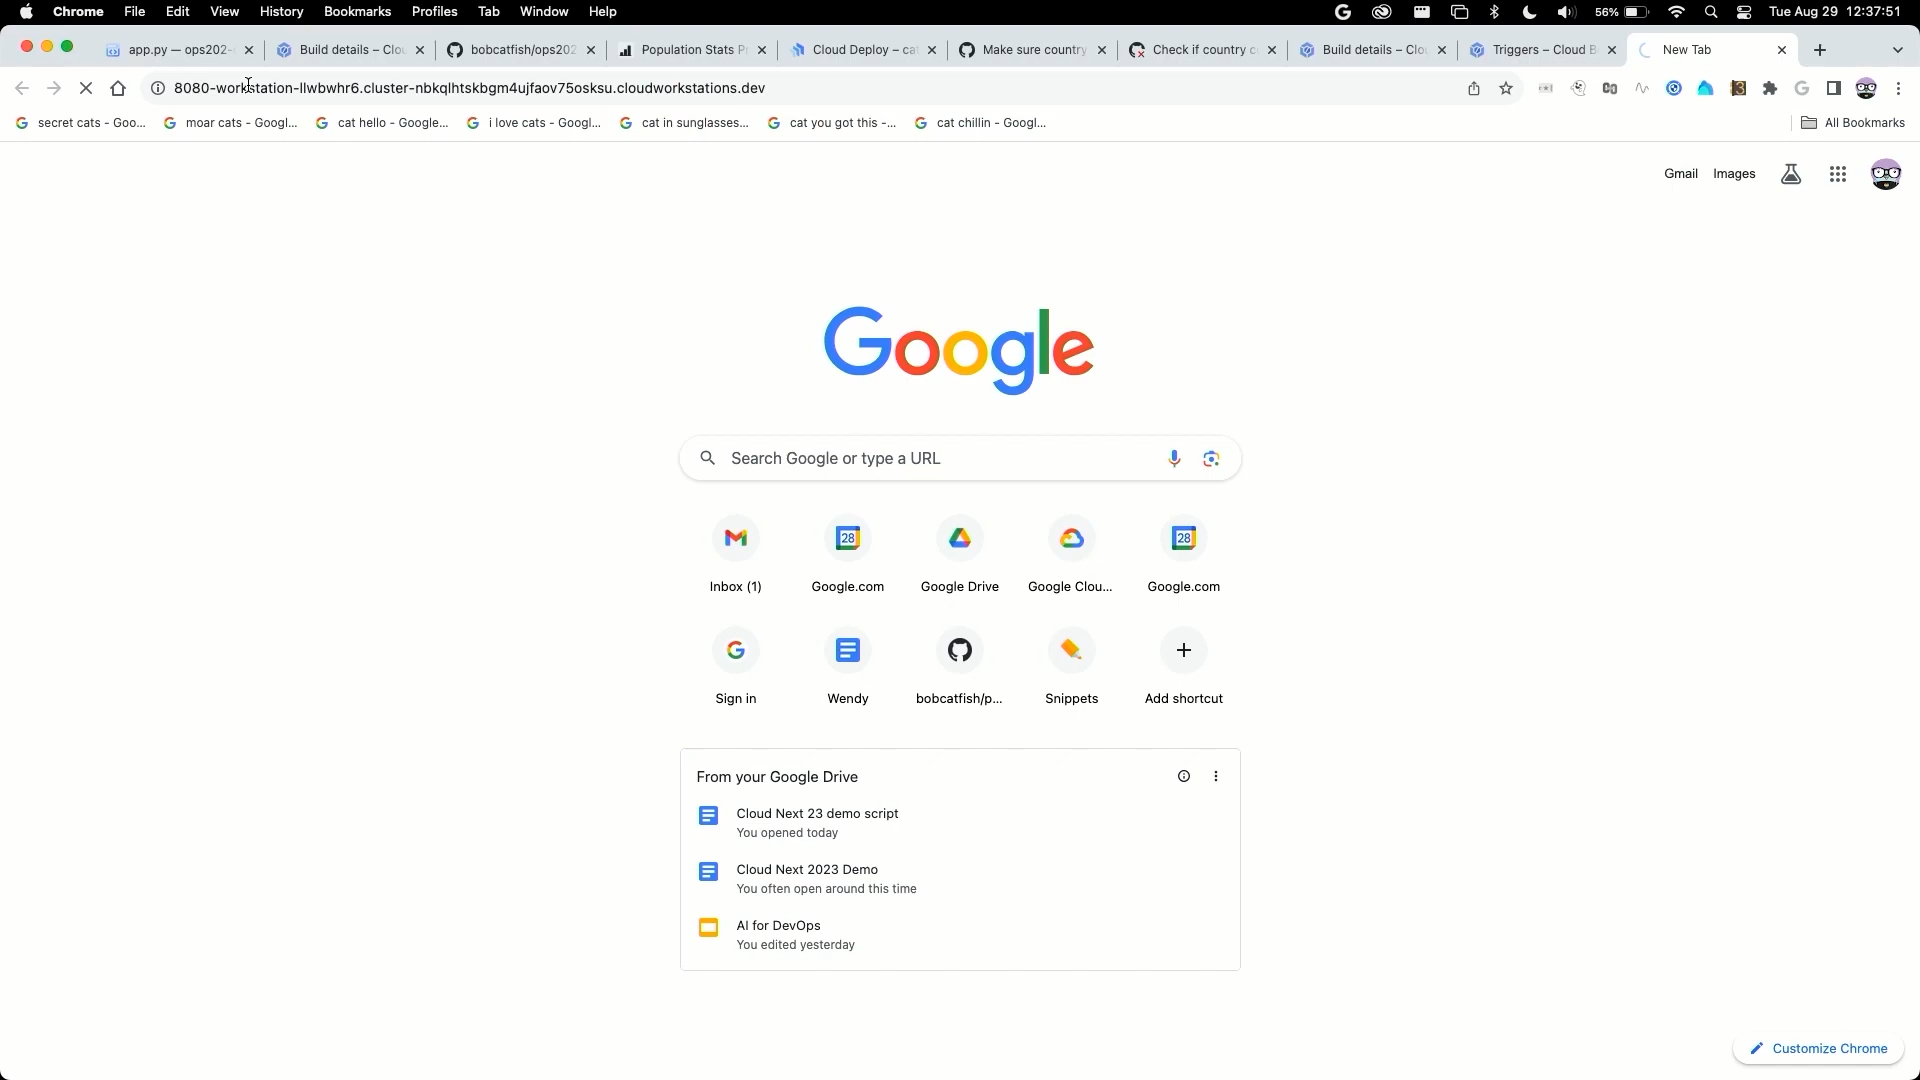 Chrome File Edit View History Bookmarks Profiles Tab Window Help 56% Tue Aug 29 12:37:51
app.py — ops202- Build details – Clou bobcatfish/ops202 Population Stats P Cloud Deploy – ca Make sure country Check if country c Build details – Clou Triggers – Cloud B New Tab
8080-workstation-llwbwhr6.cluster-nbkqlhtskbgm4ujfaov75osksu.cloudworkstations.dev
secret cats - Goo... moar cats - Googl... cat hello - Google... i love cats - Googl... cat in sunglasses... cat you got this -... cat chillin - Googl... All Bookmarks
Gmail Images
Google
Search Google or type a URL
28 28
Inbox (1) Google.com Google Drive Google Clou... Google.com
Sign in Wendy bobcatfish/p... Snippets Add shortcut
From your Google Drive
Cloud Next 23 demo script
You opened today
Cloud Next 2023 Demo
You often open around this time
AI for DevOps
You edited yesterday
Customize Chrome